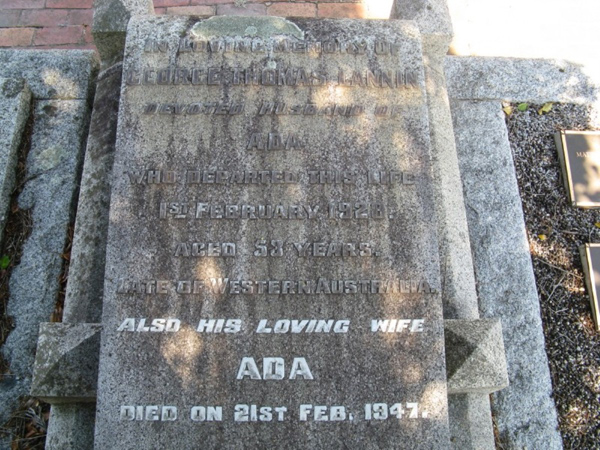 IN LOVING MEMORY OF
GEORGE THOMAS LANNIN
DEVOTED HUSBAND OF
ADA
WHO DEPARTED THIS LIFE
1ST FEBRUARY, 1926.
AGED 53 YEARS.
LATE OF WESTERN AUSTRALIA.
ALSO HIS LOVING WIFE
ADA
DIED ON 21ST FEB. 1947.